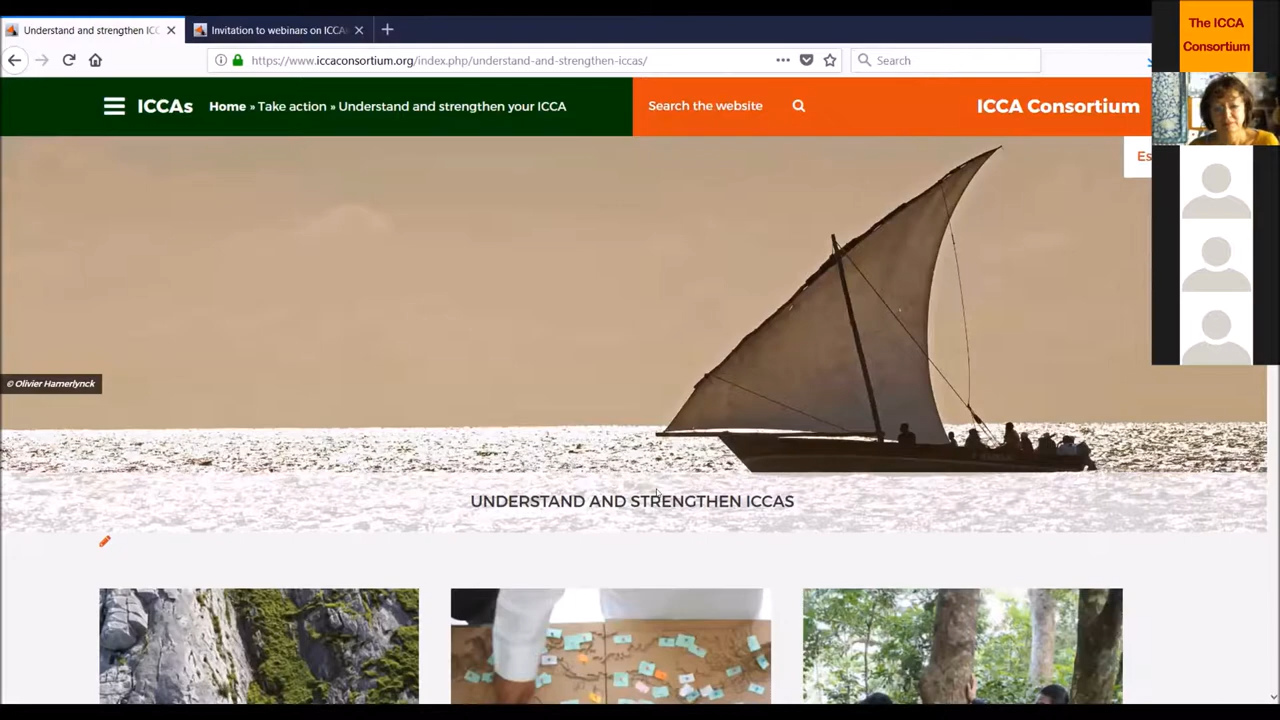 Understand and strengthen ICC
Invitation to webinars on ICCA
https://www.iccaconsortium.org/index.php/understand-and-strengthen-iccas/
Search
The ICCA
Consortium
ICCAs
Home » Take action » Understand and strengthen your ICCA
Search the website
ICCA Consortium
Es
© Olivier Hamerlynck
UNDERSTAND AND STRENGTHEN ICCAS